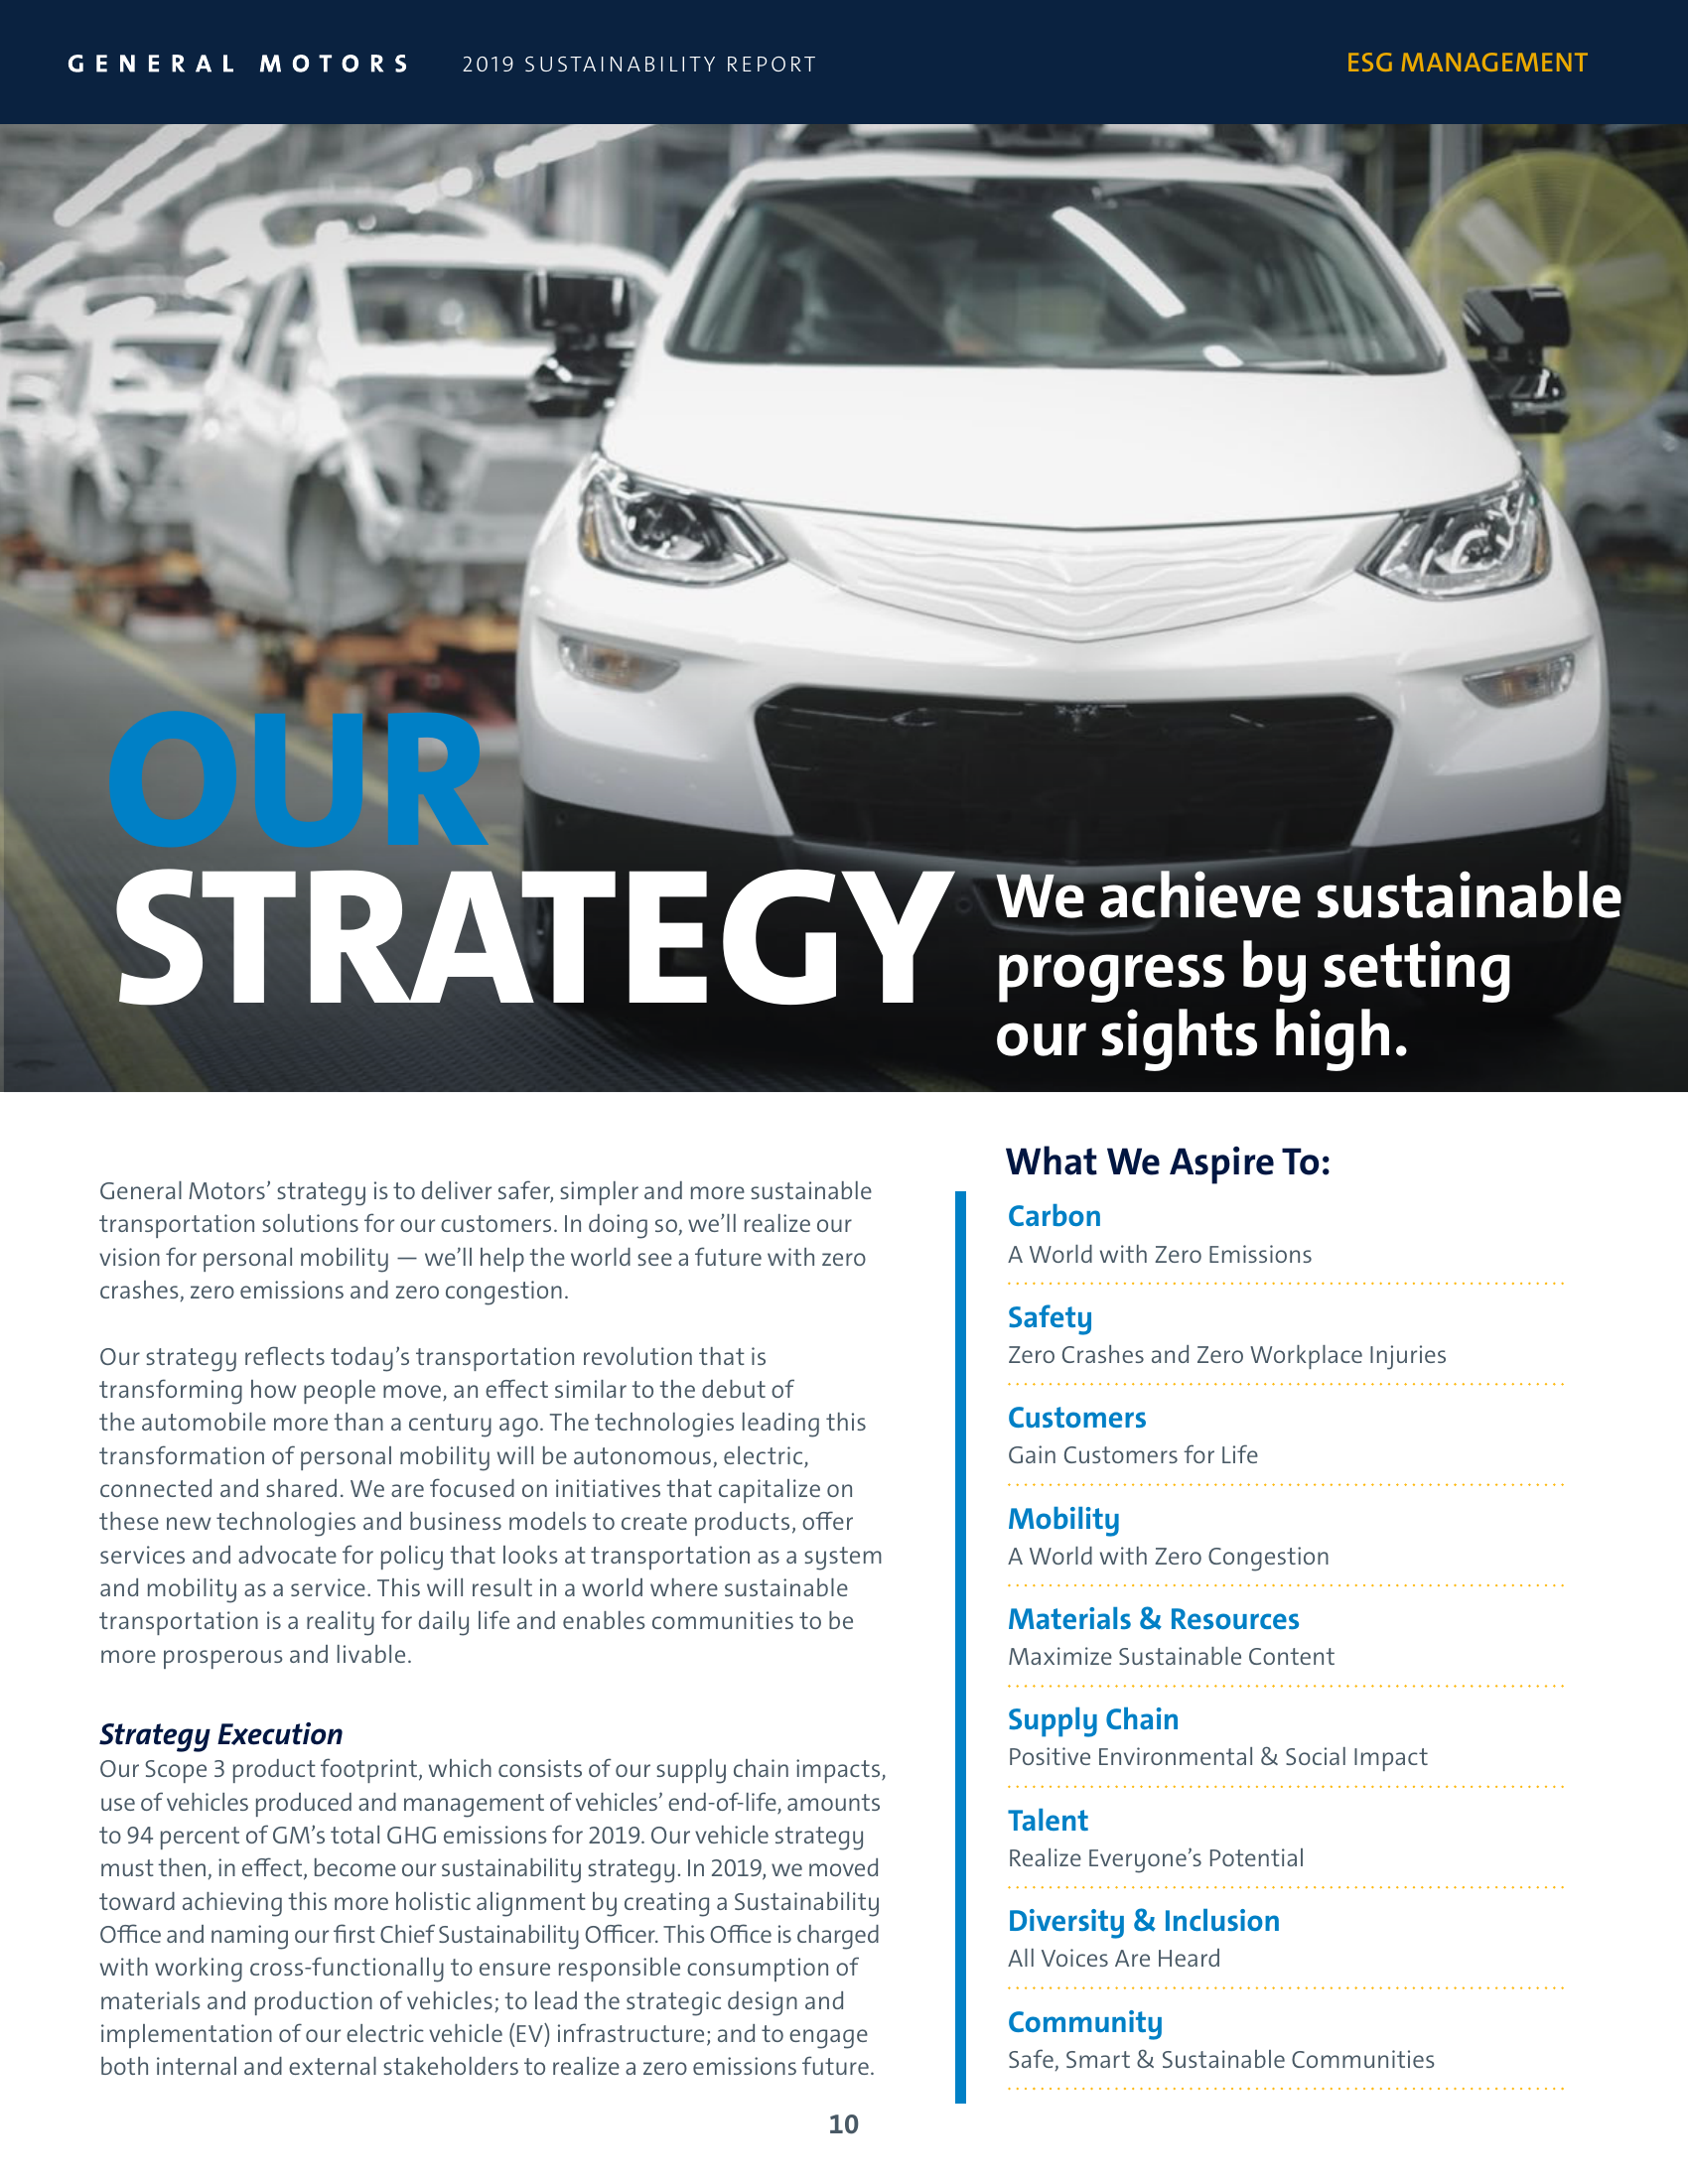 GENERAL MOTORS 2019 SUSTAINABILITY REPORT
ESG MANAGEMENT
OUR
STRATEGY
We achieve sustainable
progress by setting
our sights high.
General Motors’ strategy is to deliver safer, simpler and more sustainable
transportation solutions for our customers. In doing so, we’ll realize our
vision for personal mobility — we’ll help the world see a future with zero
crashes, zero emissions and zero congestion.
Our strategy reflects today’s transportation revolution that is
transforming how people move, an effect similar to the debut of
the automobile more than a century ago. The technologies leading this
transformation of personal mobility will be autonomous, electric,
connected and shared. We are focused on initiatives that capitalize on
these new technologies and business models to create products, offer
services and advocate for policy that looks at transportation as a system
and mobility as a service. This will result in a world where sustainable
transportation is a reality for daily life and enables communities to be
more prosperous and livable.
Strategy Execution
Our Scope 3 product footprint, which consists of our supply chain impacts,
use of vehicles produced and management of vehicles’ end-of-life, amounts
to 94 percent of GM’s total GHG emissions for 2019. Our vehicle strategy
must then, in effect, become our sustainability strategy. In 2019, we moved
toward achieving this more holistic alignment by creating a Sustainability
Office and naming our first Chief Sustainability Officer. This Office is charged
with working cross-functionally to ensure responsible consumption of
materials and production of vehicles; to lead the strategic design and
implementation of our electric vehicle (EV) infrastructure; and to engage
both internal and external stakeholders to realize a zero emissions future.
What We Aspire To:
Carbon
A World with Zero Emissions
Safety
Zero Crashes and Zero Workplace Injuries
Customers
Gain Customers for Life
Mobility
A World with Zero Congestion
Materials & Resources
Maximize Sustainable Content
Supply Chain
Positive Environmental & Social Impact
Talent
Realize Everyone’s Potential
Diversity & Inclusion
All Voices Are Heard
Community
Safe, Smart & Sustainable Communities
10